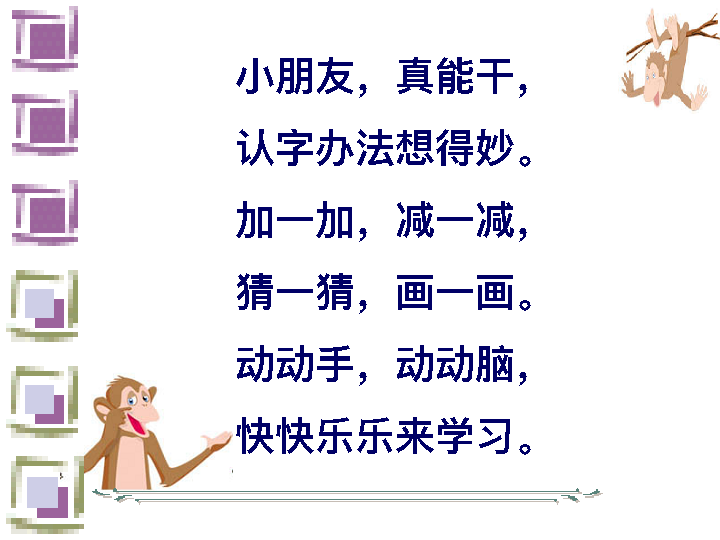 小朋友，真能干，
认字办法想得妙。
加一加，减一减，
猜一猜，画一画。
动动手，动动脑，
快快乐乐来学习。